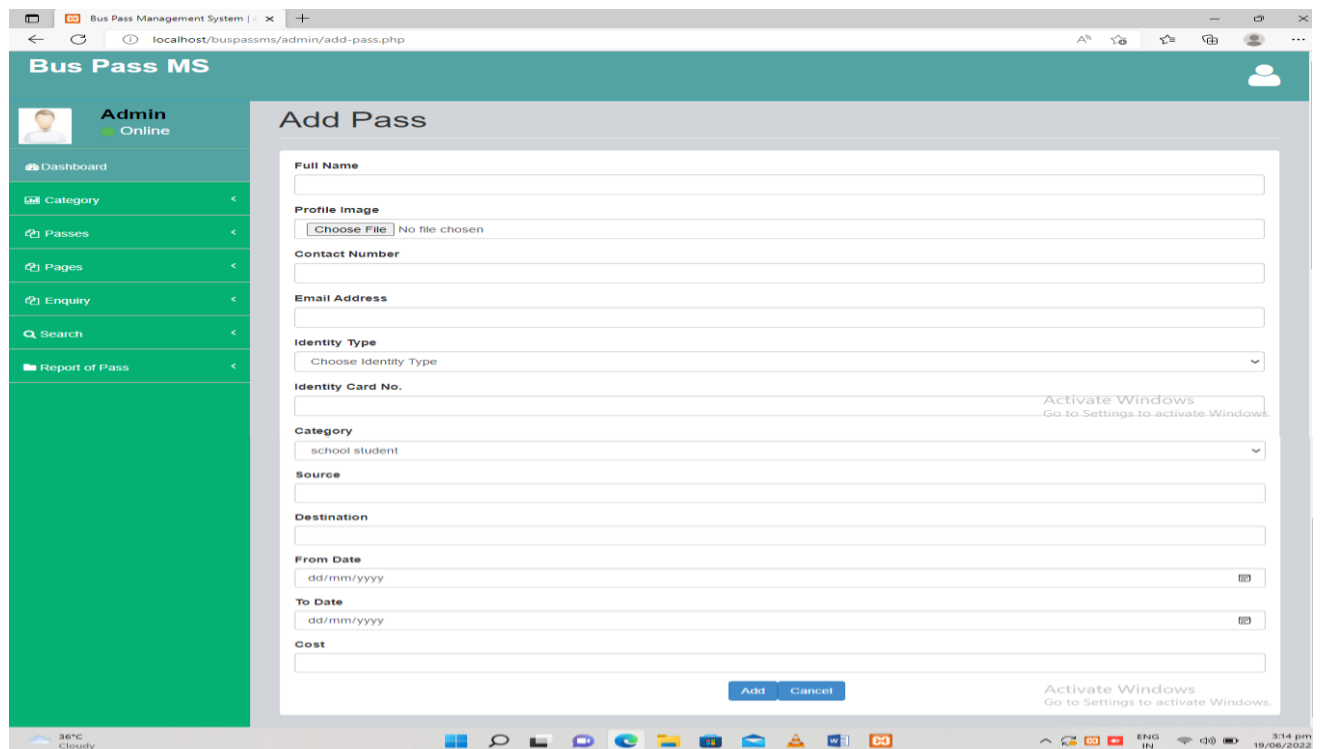 Bus Pass Management System |
localhost/buspassms/admin/add-pass.php
Bus Pass MS
Admin
Online
Dashboard
Category
Passes
Pages
Enquiry
Search
Report of Pass
Add Pass
Full Name
Profile Image
Choose File No file chosen
Contact Number
Email Address
Identity Type
Choose Identity Type
Identity Card No.
Activate Windows
Go to Settings to activate Windows.
Category
school student
Source
Destination
From Date
dd/mm/yyyy
To Date
dd/mm/yyyy
Cost
Add Cancel
Activate Windows
Go to Settings to activate Windows.
36°C
Cloudy
ENG
IN
3:14 pm
19/06/2022